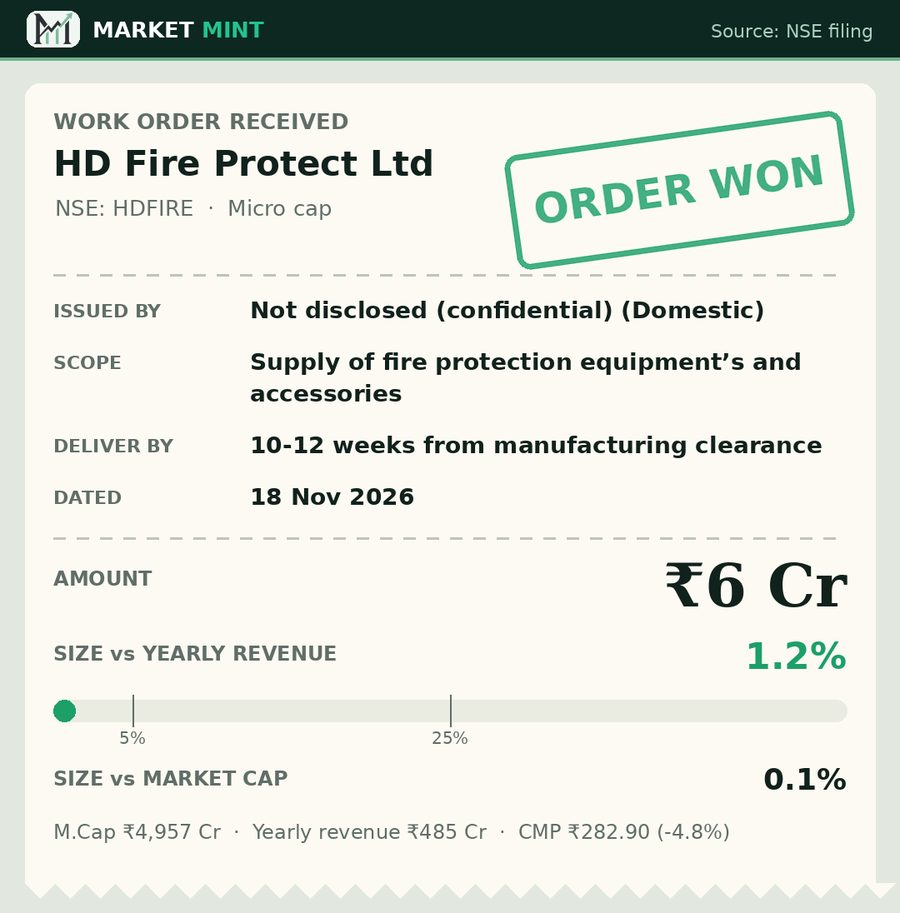 MARKET MINT
Source: NSE filing
WORK ORDER RECEIVED
HD Fire Protect Ltd
NSE: HDFIRE · Micro cap
ORDER WON
ISSUED BY
Not disclosed (confidential) (Domestic)
SCOPE
Supply of fire protection equipment’s and
accessories
DELIVER BY
10-12 weeks from manufacturing clearance
DATED
18 Nov 2026
AMOUNT
₹6 Cr
SIZE vs YEARLY REVENUE
1.2%
5%
25%
SIZE vs MARKET CAP
0.1%
M.Cap ₹4,957 Cr · Yearly revenue ₹485 Cr · CMP ₹282.90 (-4.8%)